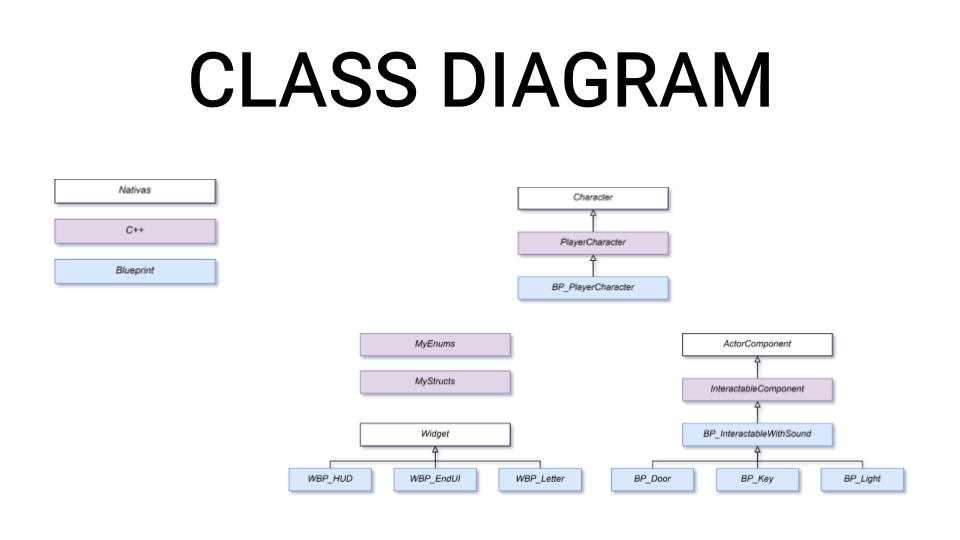 CLASS DIAGRAM
Nativas
C++
Blueprint
Character
PlayerCharacter
BP_PlayerCharacter
MyEnums
MyStructs
Widget
WBP_HUD
WBP_EndUI
WBP_Letter
ActorComponent
InteractableComponent
BP_InteractableWithSound
BP_Door
BP_Key
BP_Light